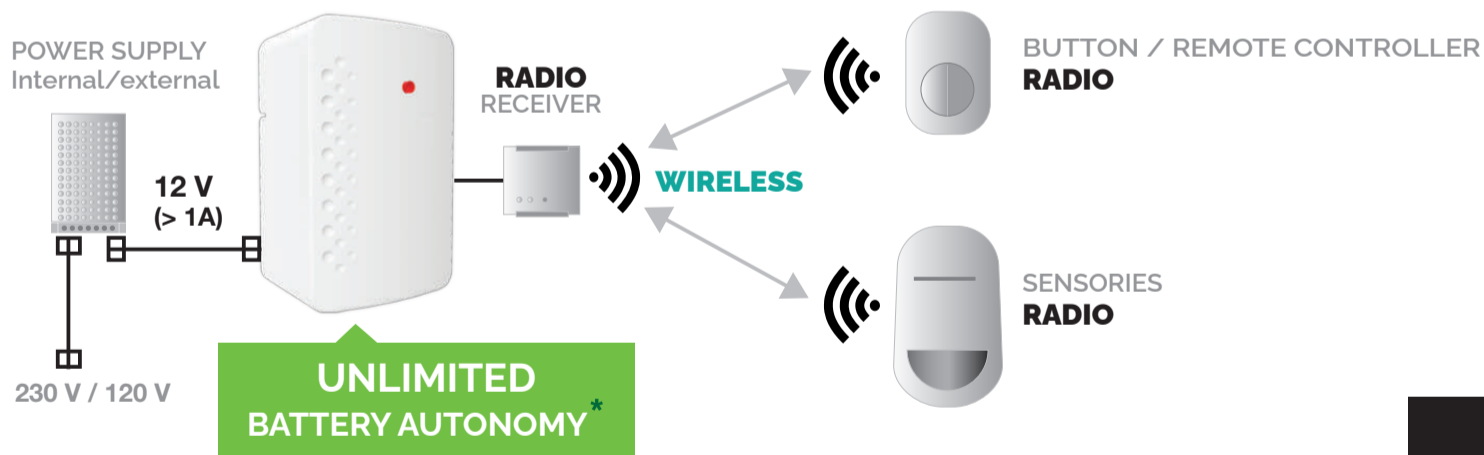 POWER SUPPLY
Internal/external
12 V
(> 1A)
230 V / 120 V
UNLIMITED
BATTERY AUTONOMY*
RADIO
RECEIVER
WIRELESS
BUTTON / REMOTE CONTROLLER
RADIO
SENSORIES
RADIO